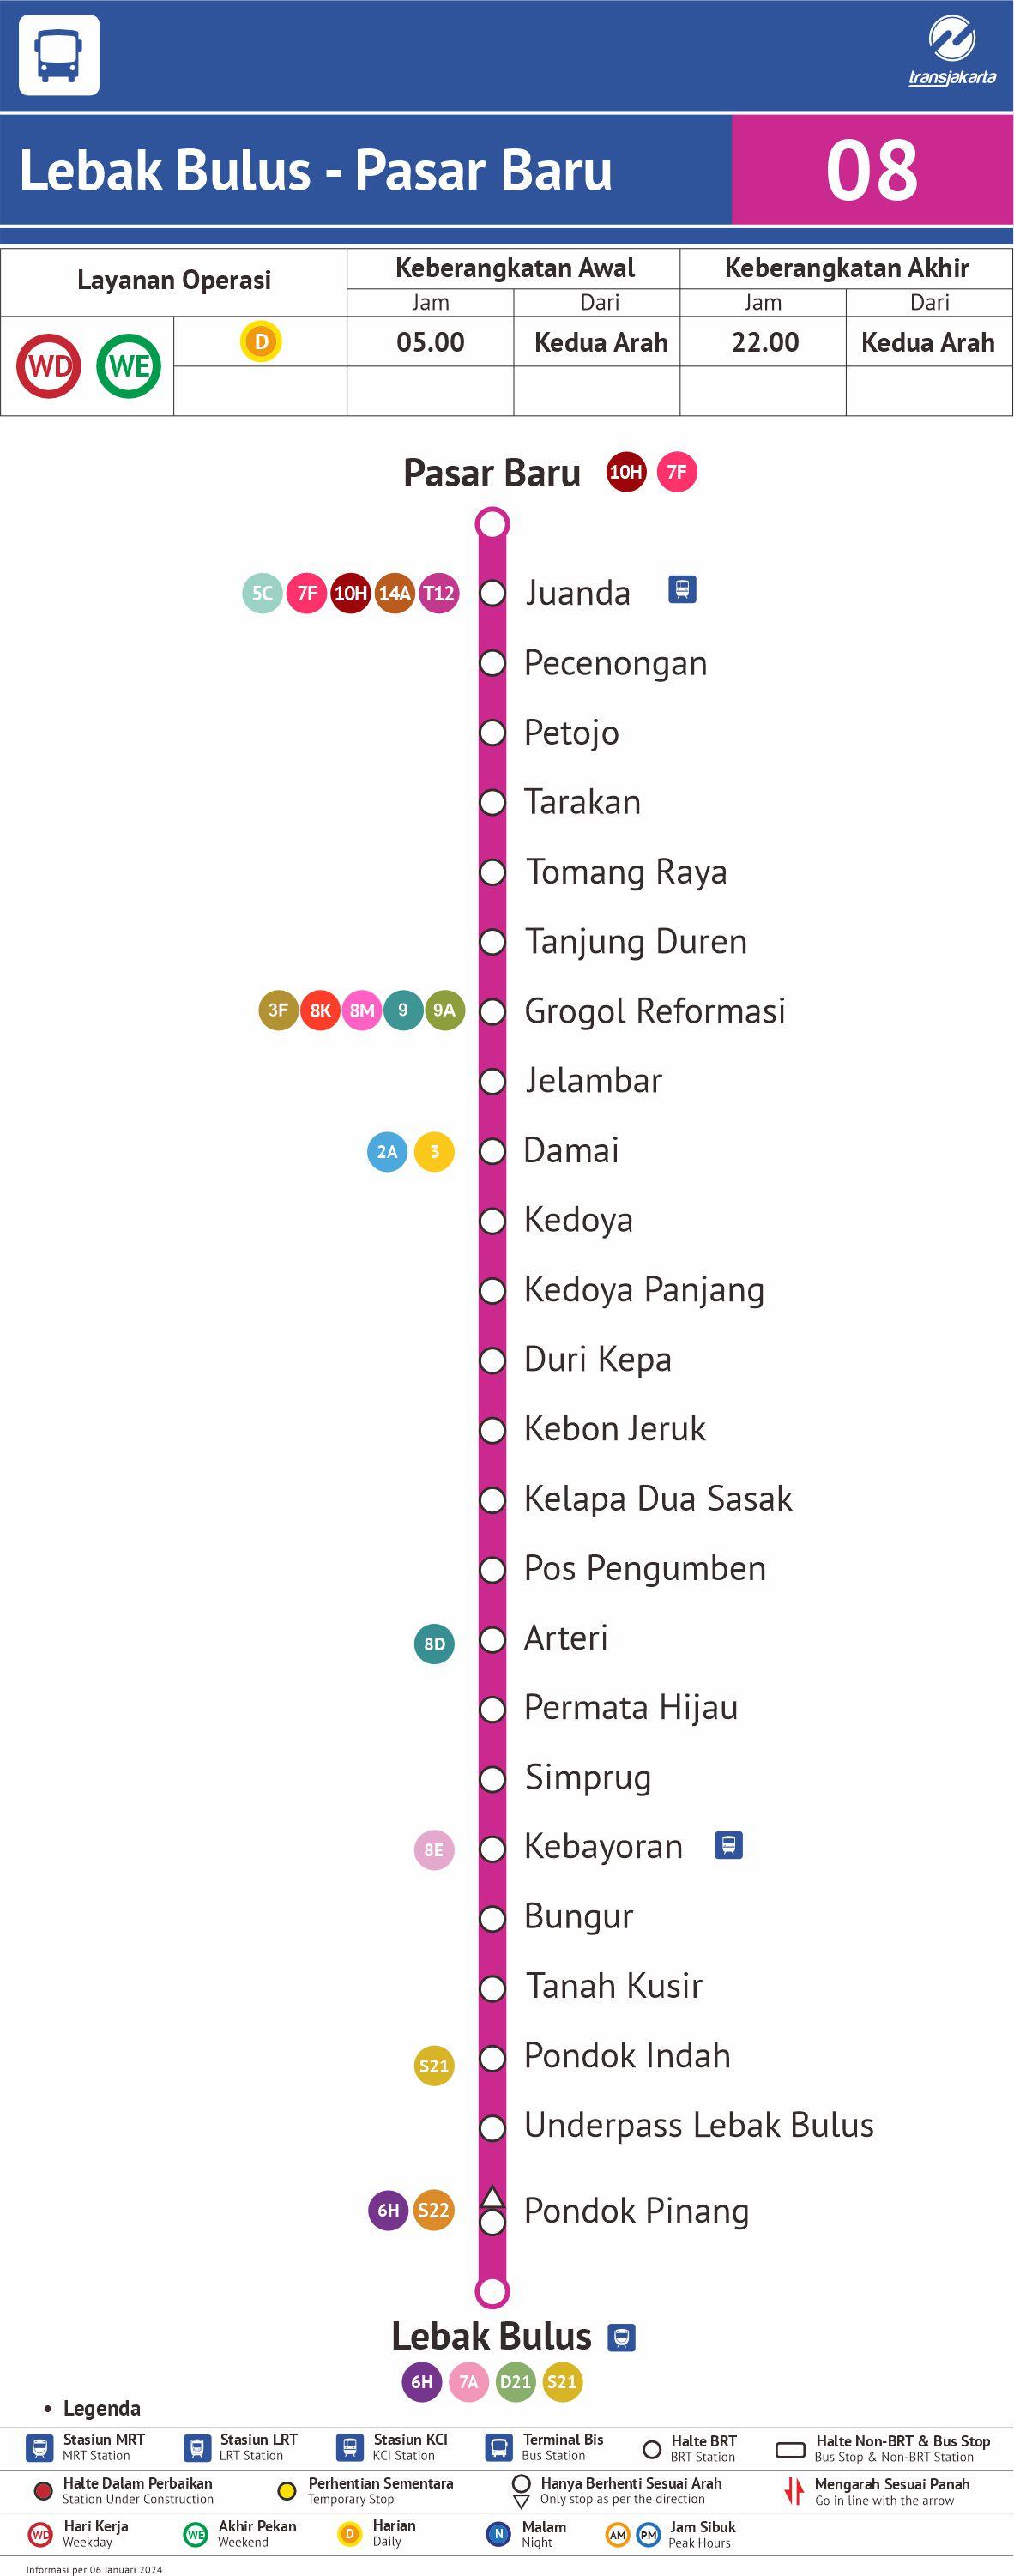 transjakarta
Lebak Bulus - Pasar Baru 08
Layanan Operasi Keberangkatan Awal Keberangkatan Akhir
Jam Dari Jam Dari
WD WE D 05.00 Kedua Arah 22.00 Kedua Arah
Pasar Baru 10H 7F
5C 7F 10H 14A T12 Juanda
Pecenongan
Petojo
Tarakan
Tomang Raya
Tanjung Duren
3F 8K 8M 9 9A Grogol Reformasi
Jelambar
2A 3 Damai
Kedoya
Kedoya Panjang
Duri Kepa
Kebon Jeruk
Kelapa Dua Sasak
Pos Pengumben
8D Arteri
Permata Hijau
Simprug
8E Kebayoran
Bungur
Tanah Kusir
S21 Pondok Indah
Underpass Lebak Bulus
6H S22 Pondok Pinang
Lebak Bulus
6H 7A D21 S21
• Legenda
Stasiun MRT Stasiun LRT Stasiun KCI Terminal Bis Halte BRT Halte Non-BRT & Bus Stop
MRT Station LRT Station KCI Station Bus Station BRT Station Bus Stop & Non-BRT Station
Halte Dalam Perbaikan Perhentian Sementara Hanya Berhenti Sesuai Arah Mengarah Sesuai Panah
Station Under Construction Temporary Stop Only stop as per the direction Go in line with the arrow
WD Hari Kerja WE Akhir Pekan D Harian N Malam AM PM Jam Sibuk
Weekday Weekend Daily Night Peak Hours
Informasi per 06 Januari 2024